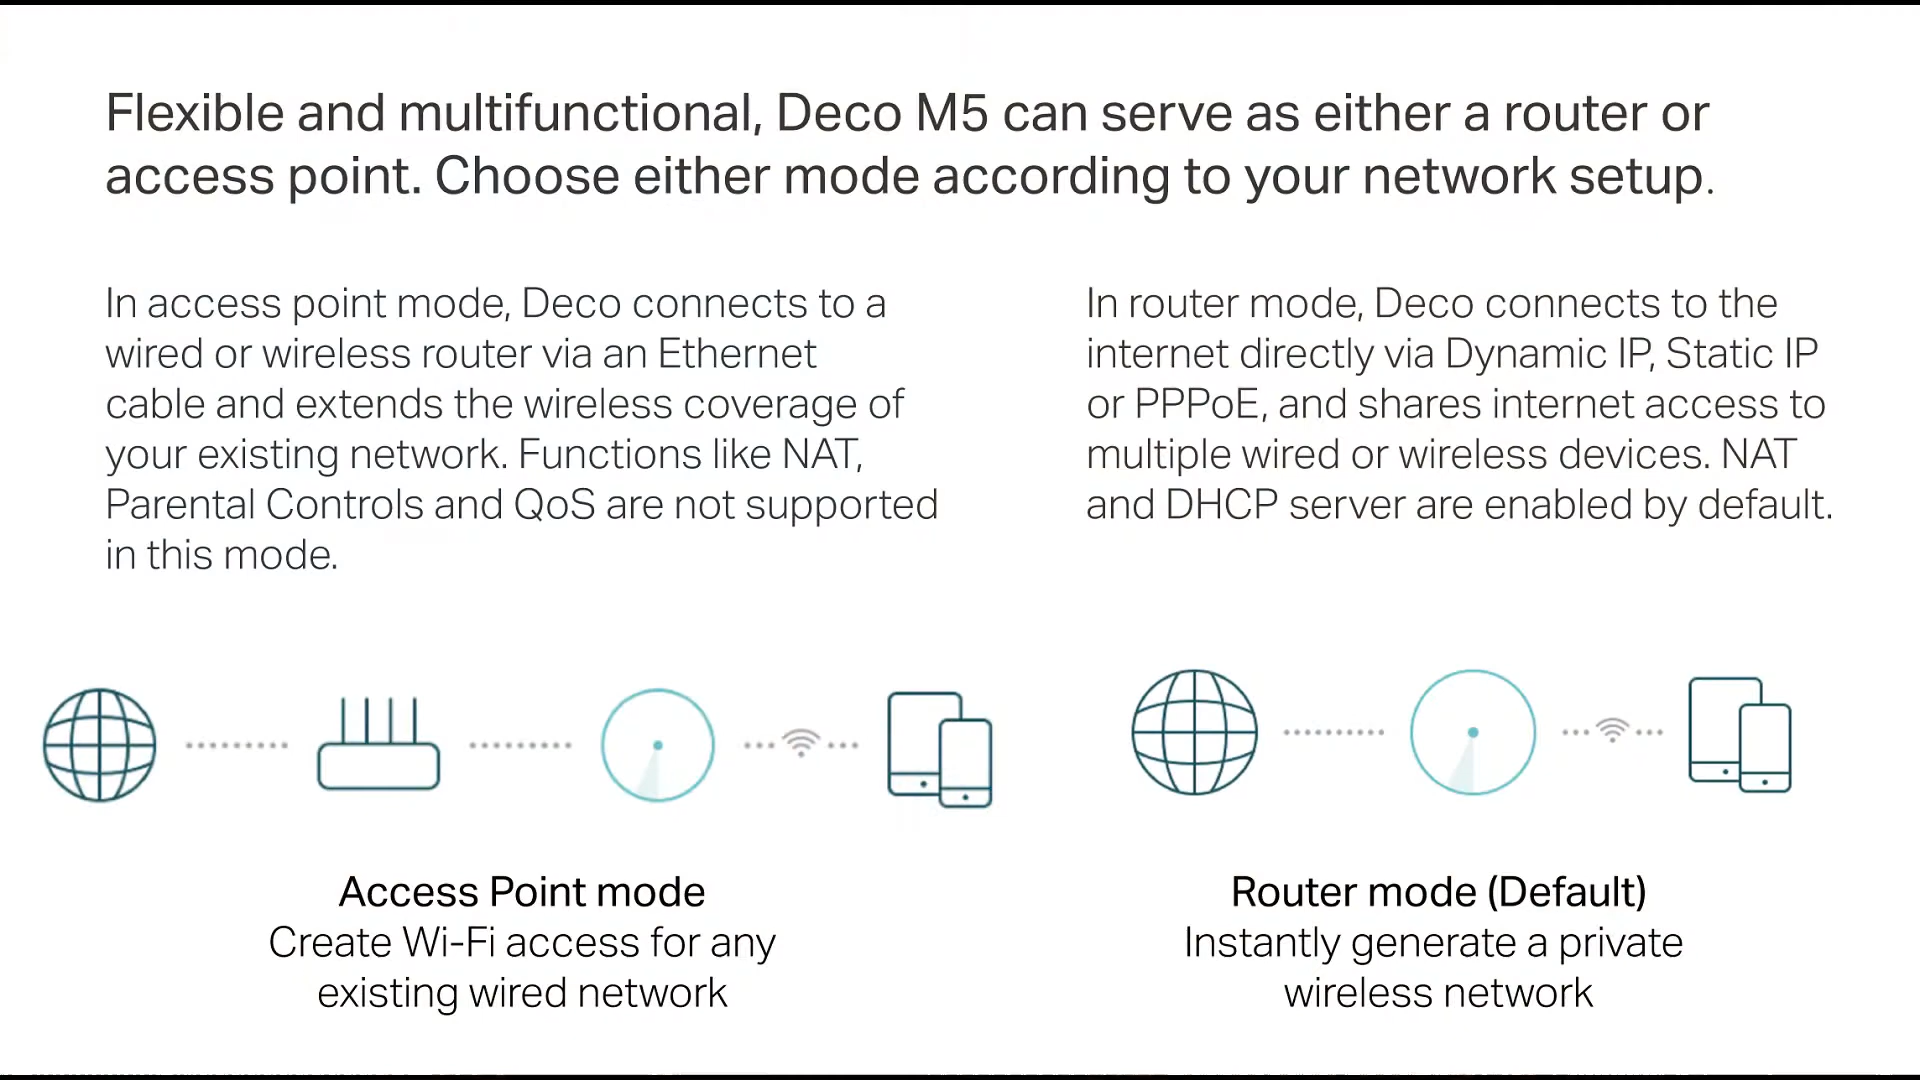 Flexible and multifunctional, Deco M5 can serve as either a router or
access point. Choose either mode according to your network setup.
In access point mode, Deco connects to a
wired or wireless router via an Ethernet
cable and extends the wireless coverage of
your existing network. Functions like NAT,
Parental Controls and QoS are not supported
in this mode.
In router mode, Deco connects to the
internet directly via Dynamic IP, Static IP
or PPPoE, and shares internet access to
multiple wired or wireless devices. NAT
and DHCP server are enabled by default.
Access Point mode
Create Wi-Fi access for any
existing wired network
Router mode (Default)
Instantly generate a private
wireless network